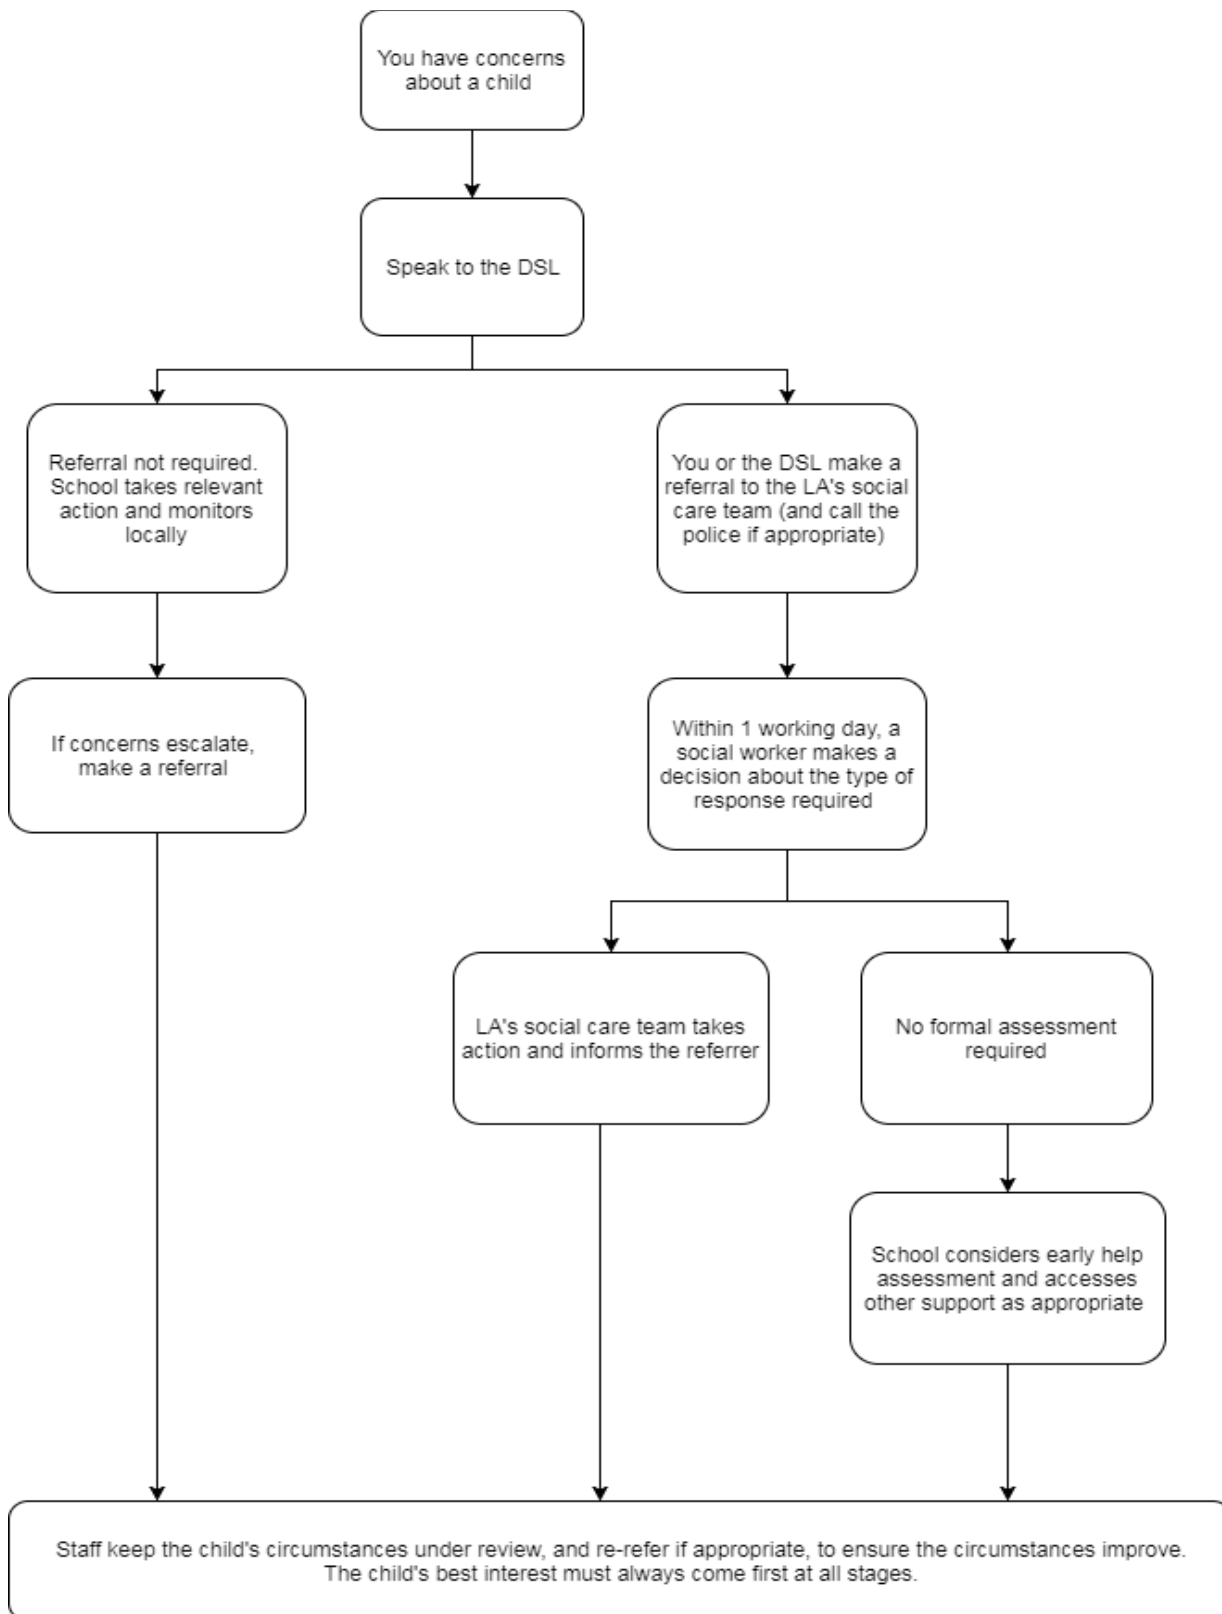 You have concerns
about a child
Speak to the DSL
Referral not required.
School takes relevant
action and monitors
locally
You or the DSL make a
referral to the LA's social
care team (and call the
police if appropriate)
If concerns escalate,
make a referral
Within 1 working day, a
social worker makes a
decision about the type of
response required
LA's social care team takes
action and informs the referrer
No formal assessment
required
School considers early help
assessment and accesses
other support as appropriate
Staff keep the child's circumstances under review, and re-refer if appropriate, to ensure the circumstances improve.
The child's best interest must always come first at all stages.